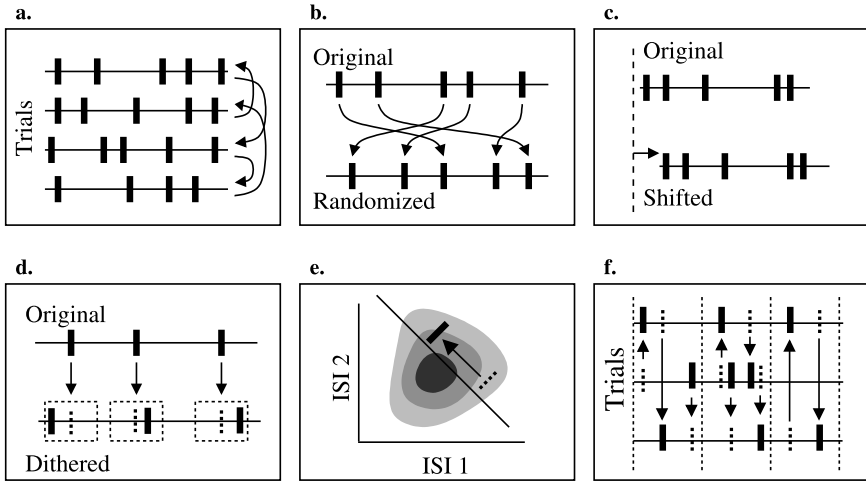 a.
Trials
b.
Original
Randomized
c.
Original
Shifted
d.
Original
Dithered
e.
ISI 2
ISI 1
f.
Trials